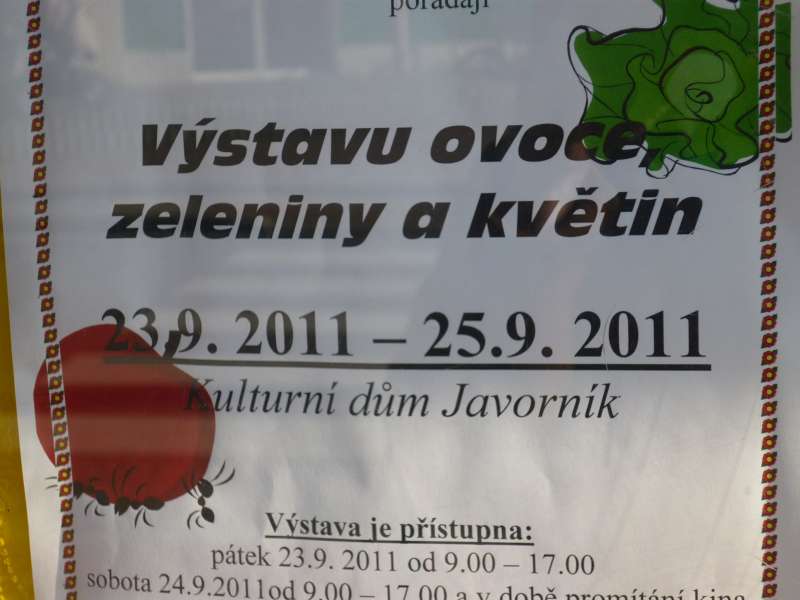 pořádají
Výstavu ovoce,
zeleniny a květin
23.9. 2011 – 25.9. 2011
Kulturní dům Javorník
Výstava je přístupna:
pátek 23.9. 2011 od 9.00 – 17.00
sobota 24.9.2011od 9.00 – 17.00 a v době promítání kina